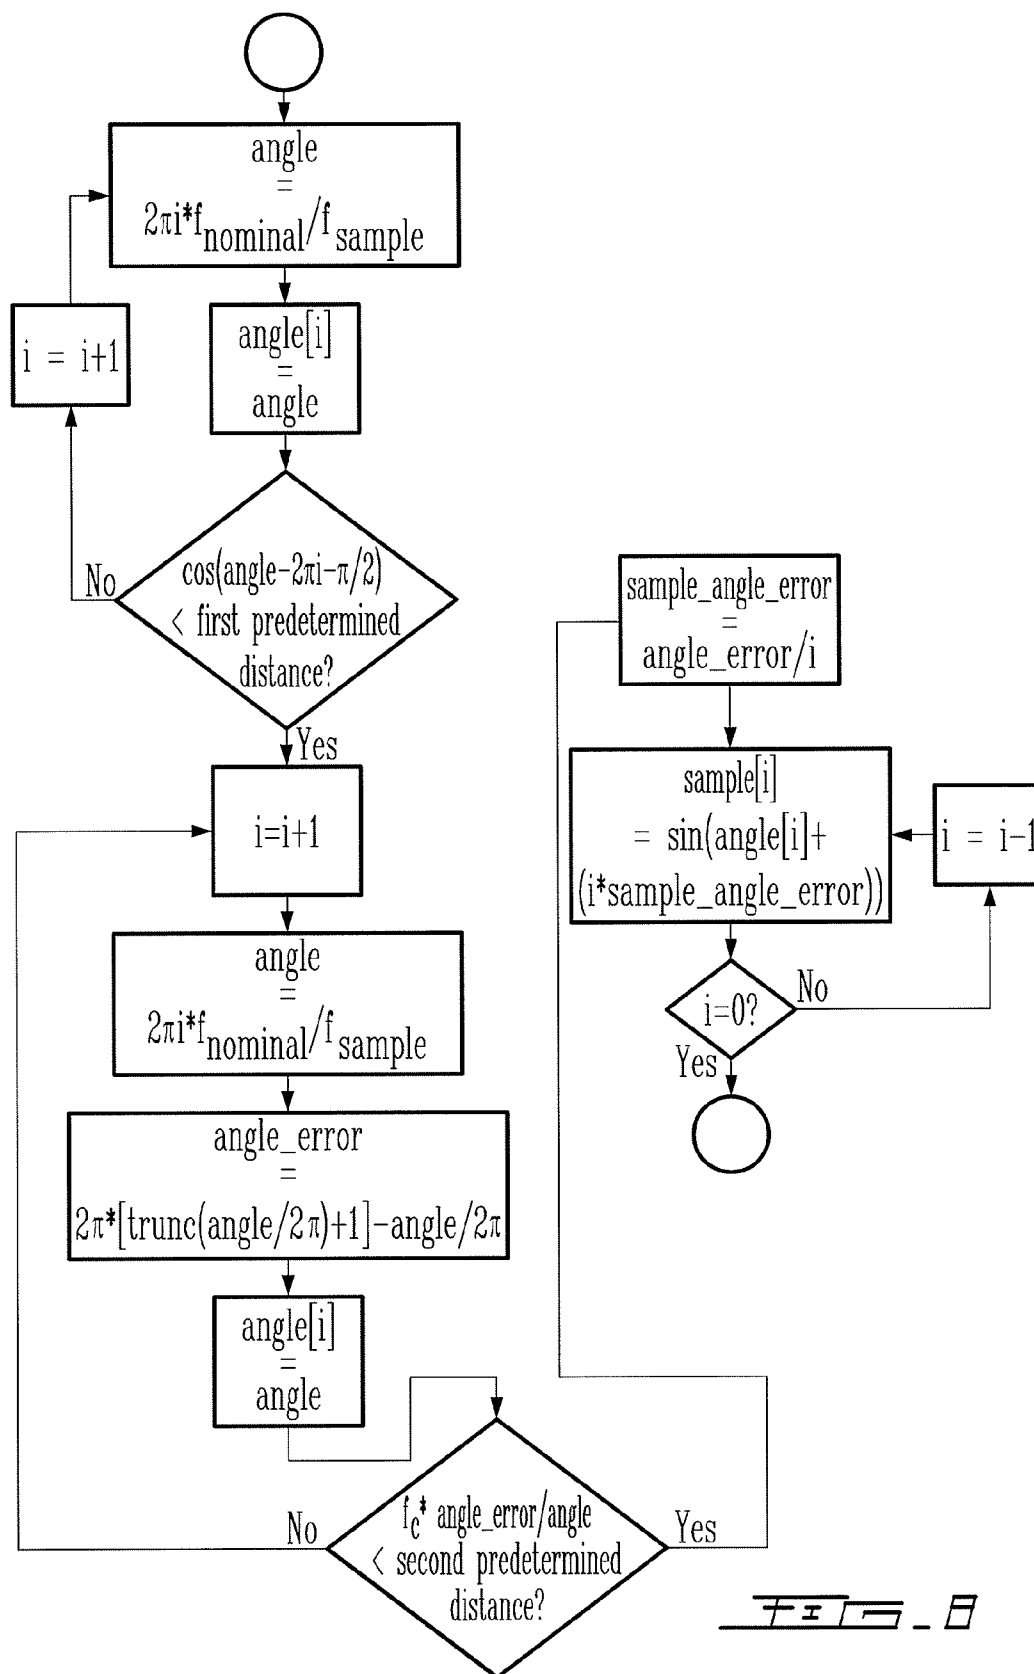 angle
=
2πi*f_nominal/f_sample
i = i+1
angle[i]
=
angle
cos(angle-2πi-π/2)
< first predetermined
distance?
No
Yes
i=i+1
angle
=
2πi*f_nominal/f_sample
angle_error
=
2π*[trunc(angle/2π)+1]-angle/2π
angle[i]
=
angle
f_c* angle_error/angle
< second predetermined
distance?
No
Yes
sample_angle_error
=
angle_error/i
sample[i]
= sin(angle[i]+
(i*sample_angle_error))
i = i-1
i=0?
No
Yes
FIG_8